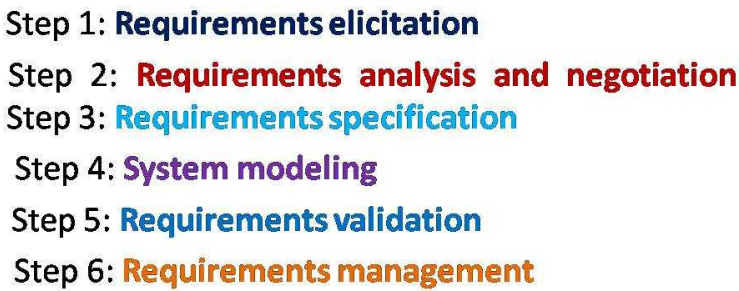 Step 1: Requirements elicitation
Step 2: Requirements analysis and negotiation
Step 3: Requirements specification
Step 4: System modeling
Step 5: Requirements validation
Step 6: Requirements management